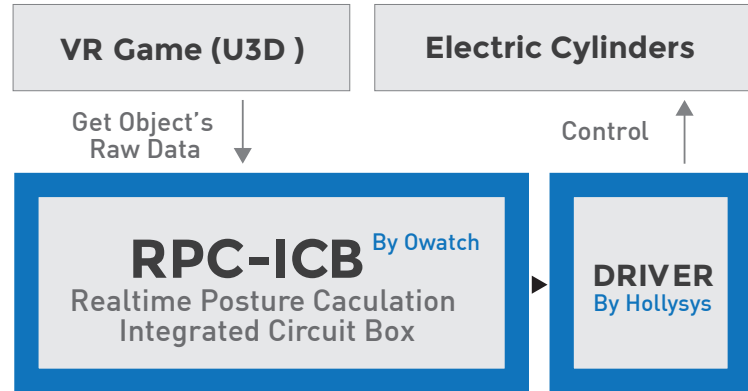 VR Game (U3D )
Electric Cylinders
Get Object's
Raw Data
Control
RPC-ICB By Owatch
Realtime Posture Caculation
Integrated Circuit Box
DRIVER
By Hollysys